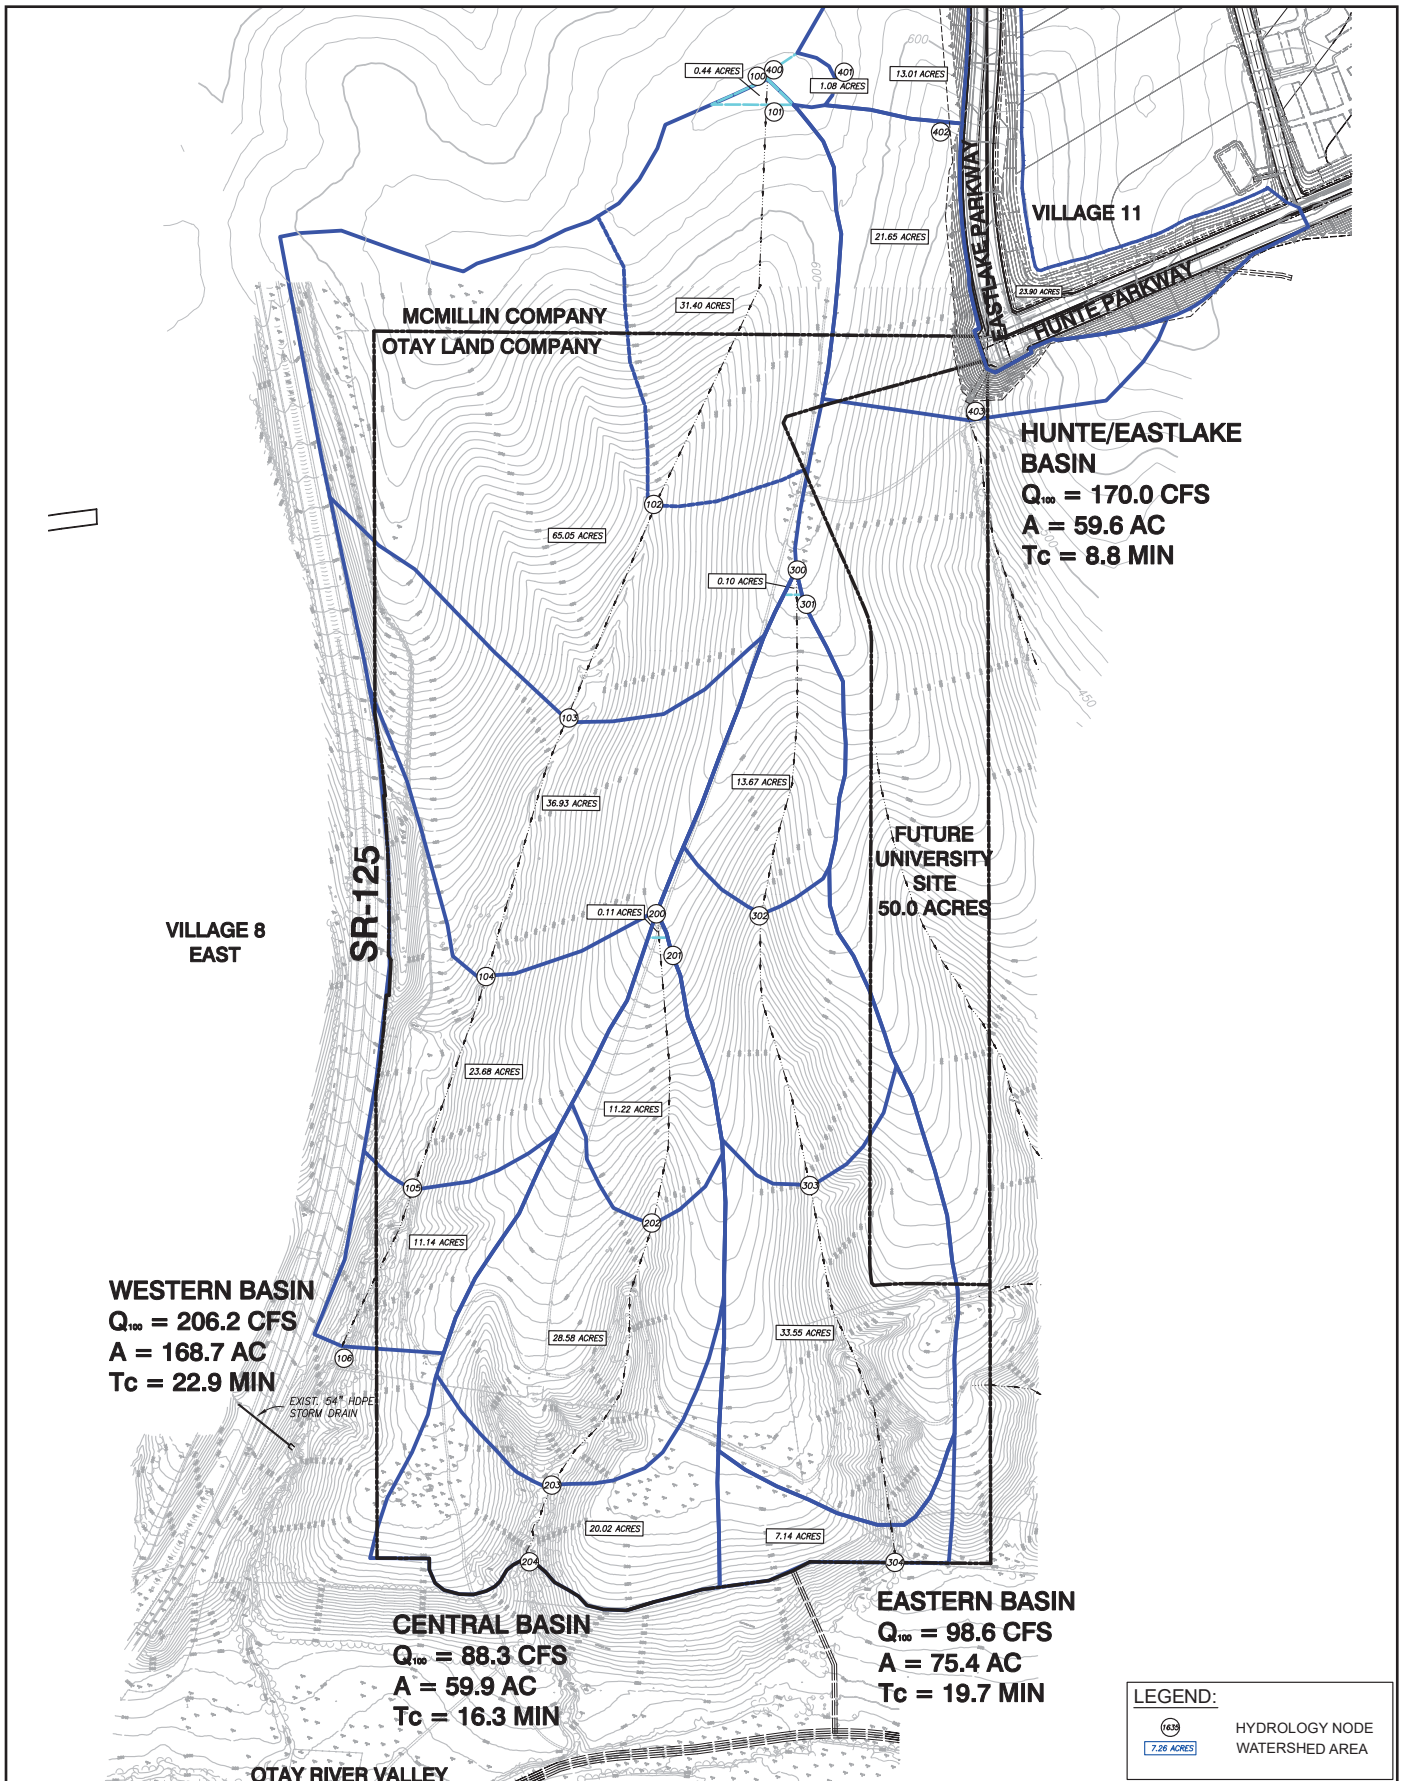 600
0.44 ACRES
100
400
401
1.08 ACRES
13.01 ACRES
101
402
EASTLAKE PARKWAY
VILLAGE 11
21.65 ACRES
600
23.90 ACRES
HUNTE PARKWAY
31.40 ACRES
MCMILLIN COMPANY
OTAY LAND COMPANY
403
HUNTE/EASTLAKE
BASIN
Q100 = 170.0 CFS
A = 59.6 AC
Tc = 8.8 MIN
500
102
65.05 ACRES
300
0.10 ACRES
301
450
103
13.67 ACRES
36.93 ACRES
FUTURE
UNIVERSITY
SITE
50.0 ACRES
SR-125
0.11 ACRES
200
302
VILLAGE 8
EAST
201
104
23.68 ACRES
11.22 ACRES
105
303
202
11.14 ACRES
WESTERN BASIN
Q100 = 206.2 CFS
A = 168.7 AC
Tc = 22.9 MIN
28.58 ACRES
33.55 ACRES
106
EXIST. 54" HDPE
STORM DRAIN
203
20.02 ACRES
7.14 ACRES
204
304
CENTRAL BASIN
Q100 = 88.3 CFS
A = 59.9 AC
Tc = 16.3 MIN
EASTERN BASIN
Q100 = 98.6 CFS
A = 75.4 AC
Tc = 19.7 MIN
LEGEND:
1635 HYDROLOGY NODE
7.26 ACRES WATERSHED AREA
OTAY RIVER VALLEY